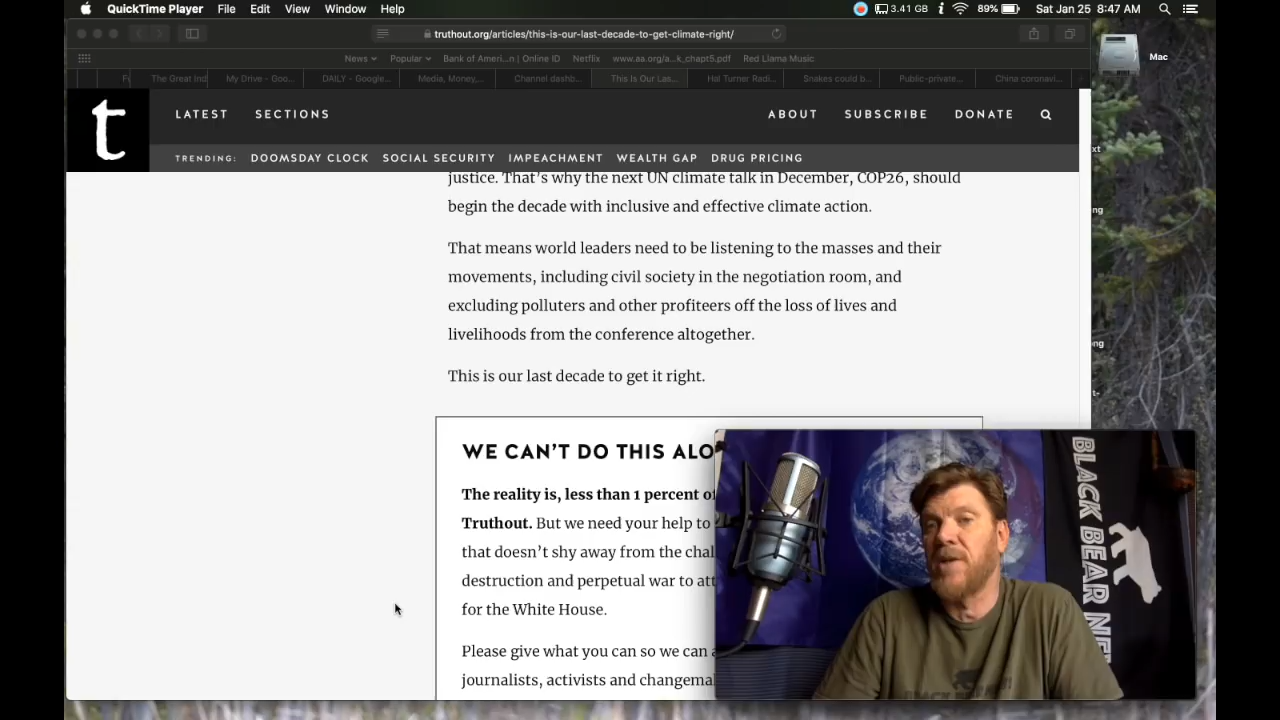 QuickTime Player File Edit View Window Help 3.41 GB 89% Sat Jan 25 8:47 AM
truthout.org/articles/this-is-our-last-decade-to-get-climate-right/
News Popular Bank of Ameri...n | Online ID Netflix www.aa.org/a...k_chapt5.pdf Red Llama Music
The Great Ind My Drive - Goo... DAILY - Google... Media, Money,... Channel dashb... This Is Our Las... Hal Turner Radi... Snakes could b... Public-private... China coronavi...
Mac
t
LATEST SECTIONS ABOUT SUBSCRIBE DONATE
TRENDING: DOOMSDAY CLOCK SOCIAL SECURITY IMPEACHMENT WEALTH GAP DRUG PRICING
justice. That’s why the next UN climate talk in December, COP26, should
begin the decade with inclusive and effective climate action.
That means world leaders need to be listening to the masses and their
movements, including civil society in the negotiation room, and
excluding polluters and other profiteers off the loss of lives and
livelihoods from the conference altogether.
This is our last decade to get it right.
WE CAN’T DO THIS ALO
The reality is, less than 1 percent of
Truthout. But we need your help to
that doesn’t shy away from the chal
destruction and perpetual war to att
for the White House.
Please give what you can so we can a
journalists, activists and changema
BLACK BEAR NE